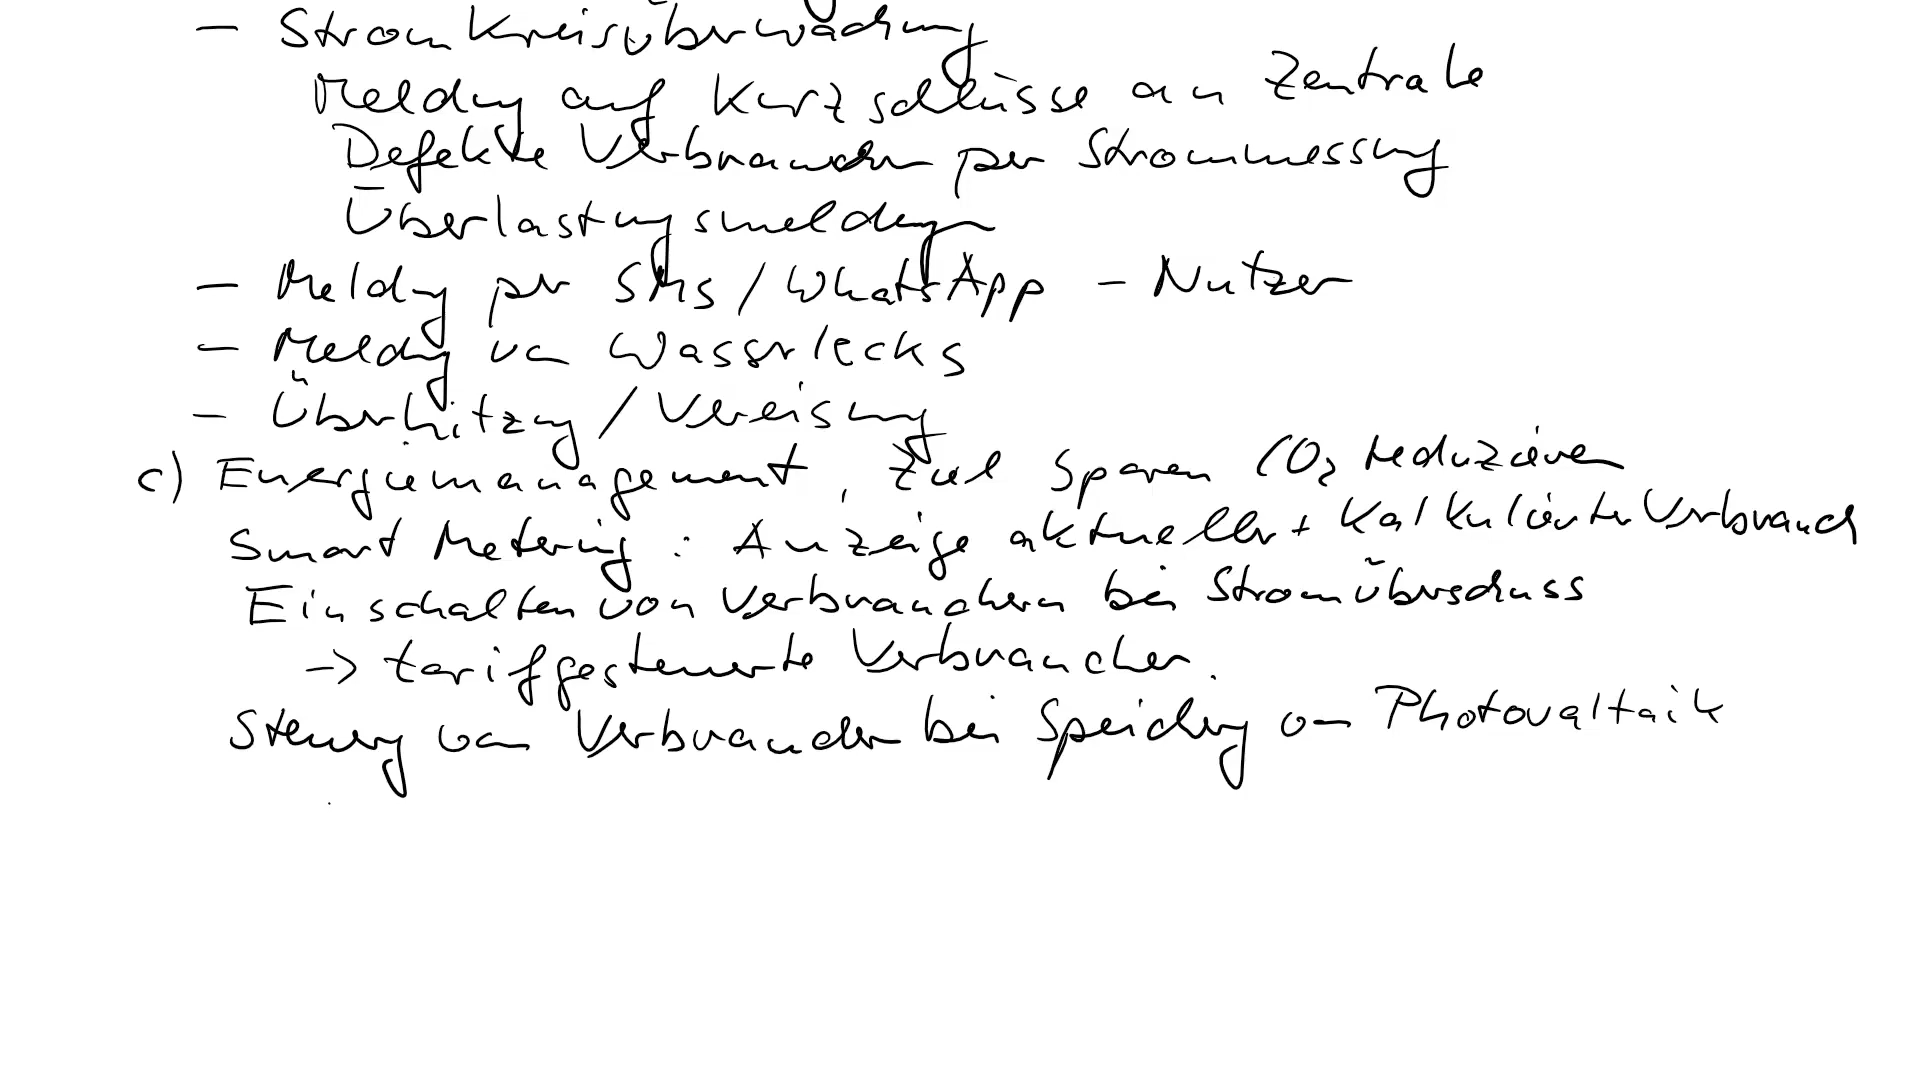 – Stromkreisüberwachung
Meldung auf Kurzschlüsse an Zentrale
Defekte Verbraucher per Strommessung
Überlastungsmeldungen
– Meldung per SMS / WhatsApp – Nutzer
– Meldung von Wasserlecks
– Überhitzung / Vereisung
c) Energiemanagement, Ziel Sparen CO2 reduzieren
Smart Metering : Anzeige aktueller + kalkulierter Verbrauch
Einschalten von Verbrauchern bei Stromüberschuss
-> tarifgesteuerte Verbraucher.
Steuerung von Verbrauchern bei Speicherung von Photovoltaik